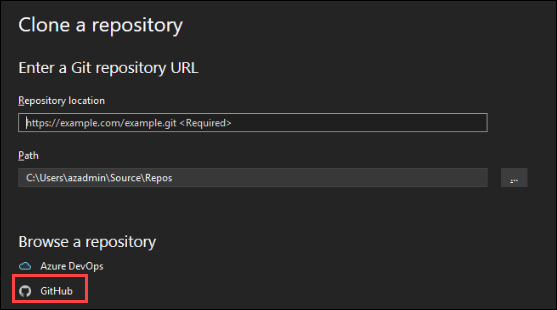 Clone a repository
Enter a Git repository URL
Repository location
https://example.com/example.git <Required>
Path
C:\Users\azadmin\Source\Repos
...
Browse a repository
Azure DevOps
GitHub